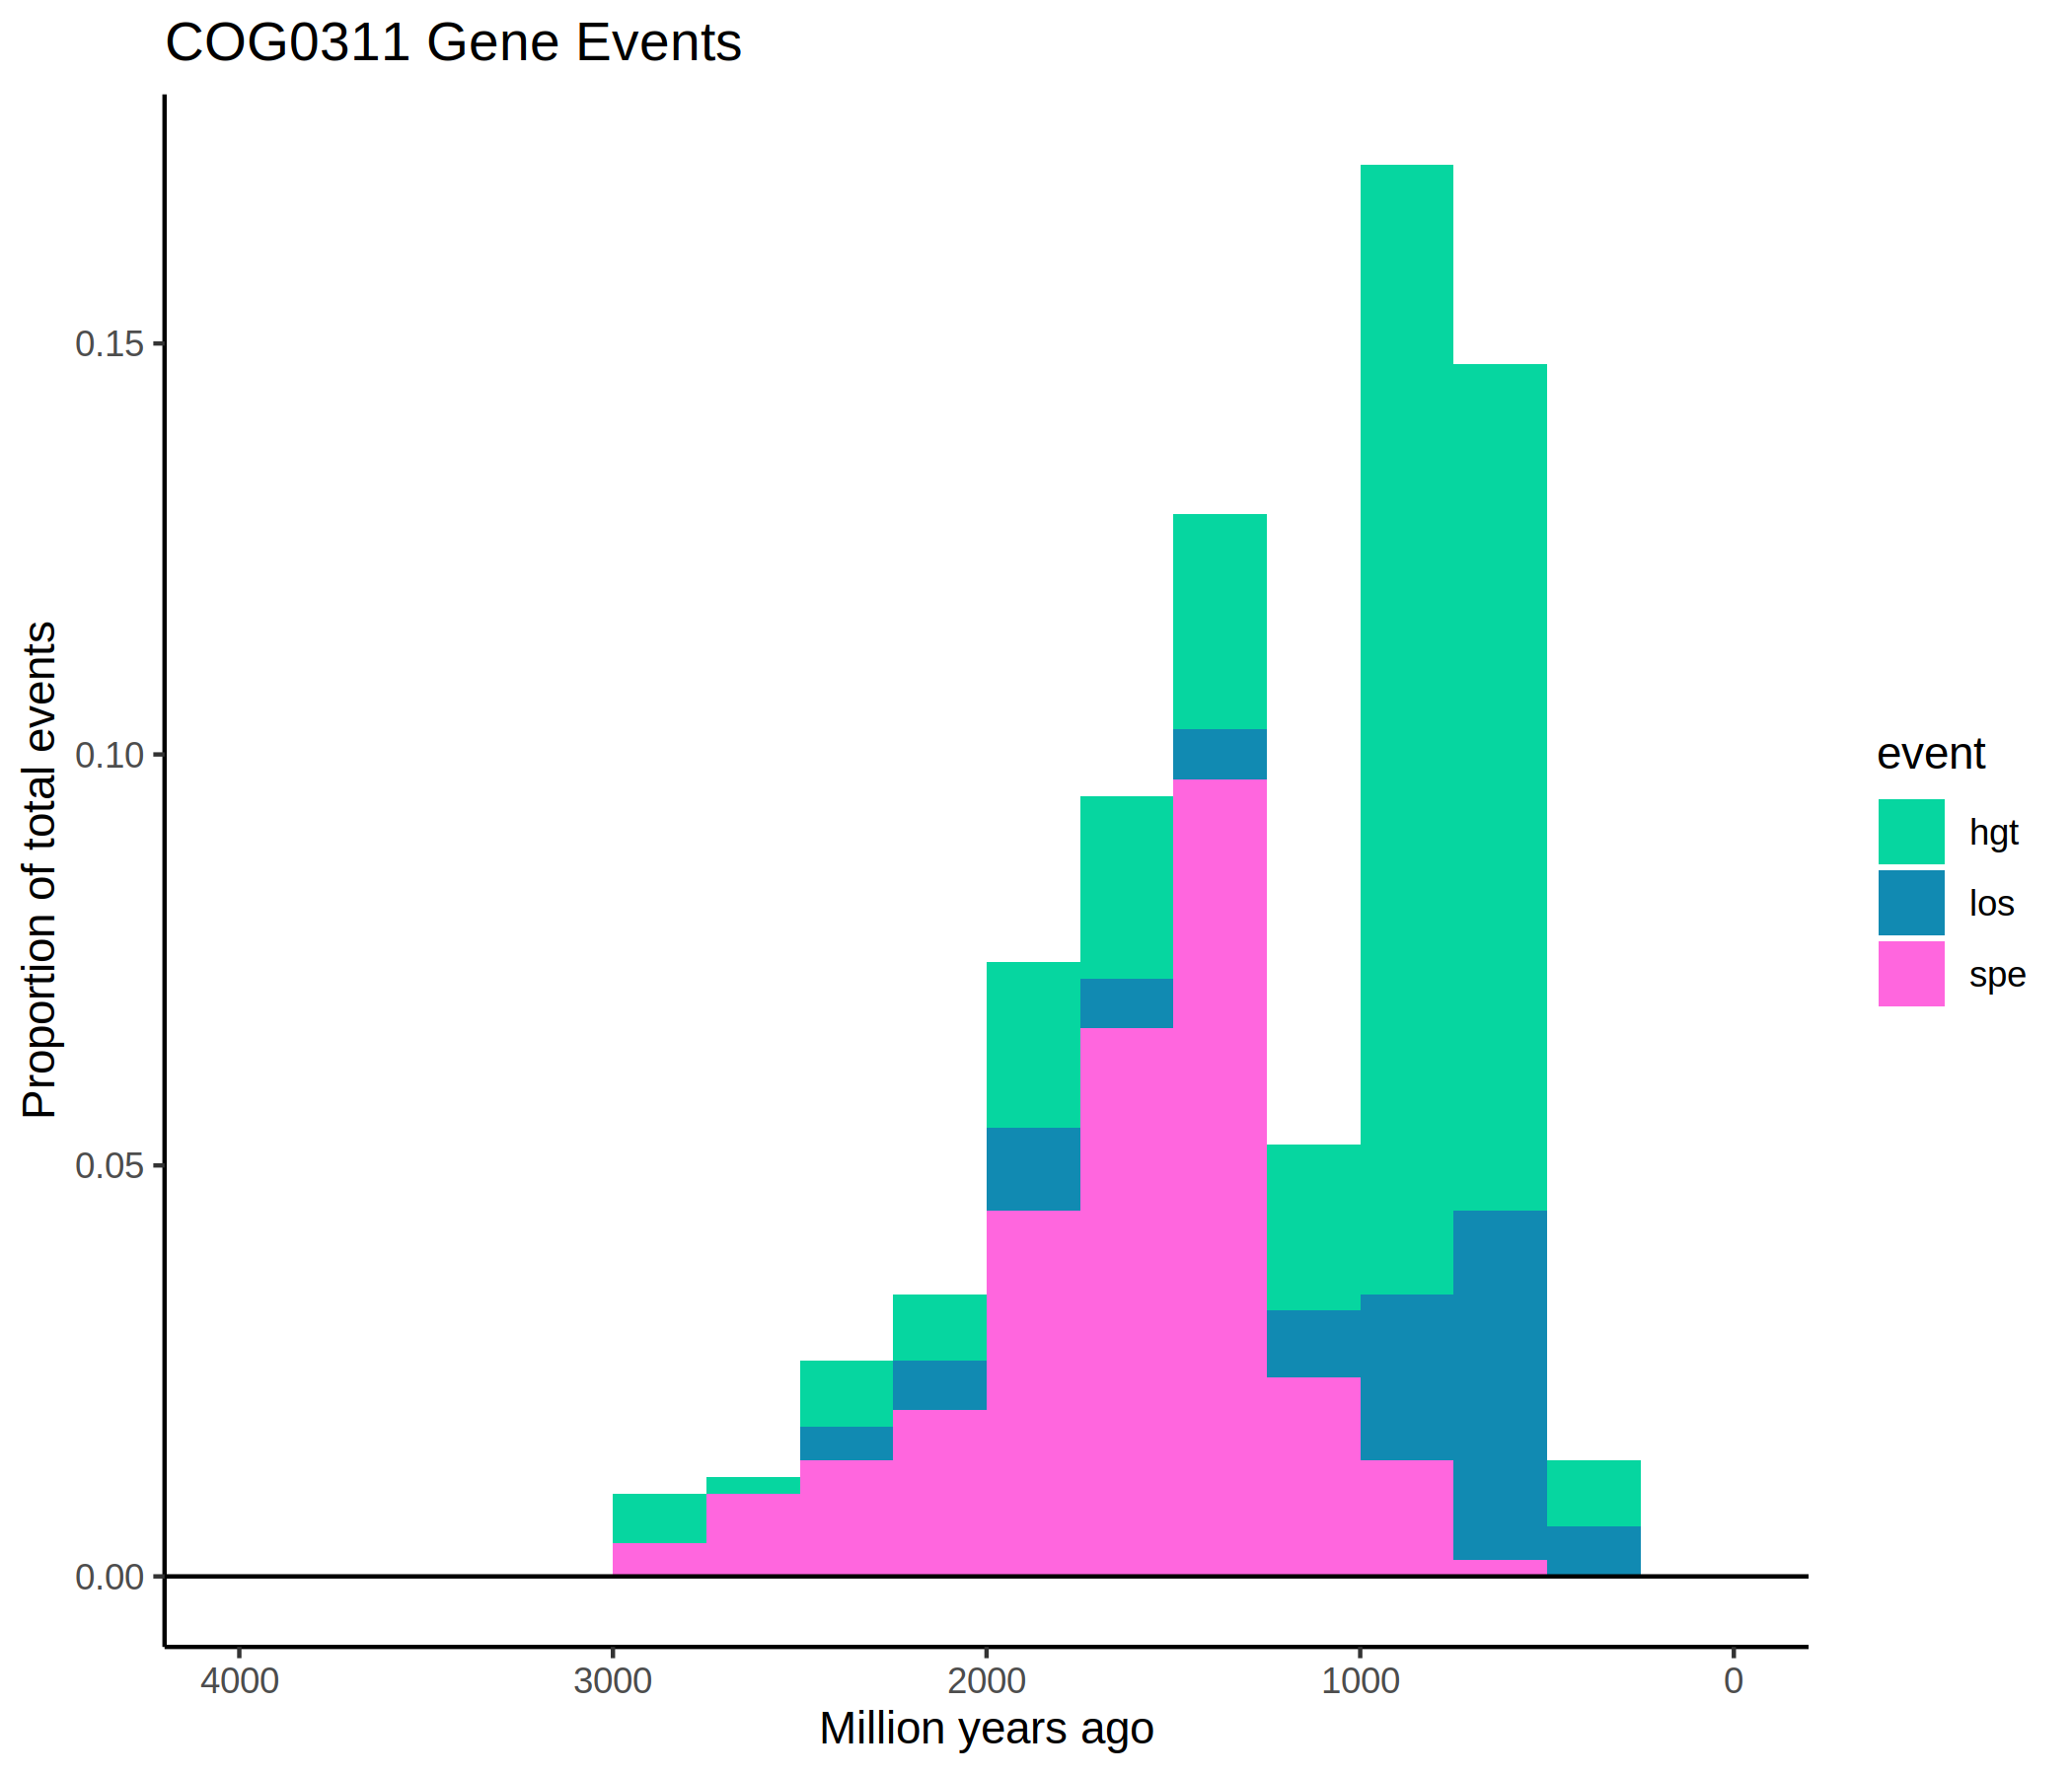 COG0311 Gene Events
Proportion of total events
0.15
0.10
0.05
0.00
4000 3000 2000 1000 0
Million years ago
event
hgt
los
spe